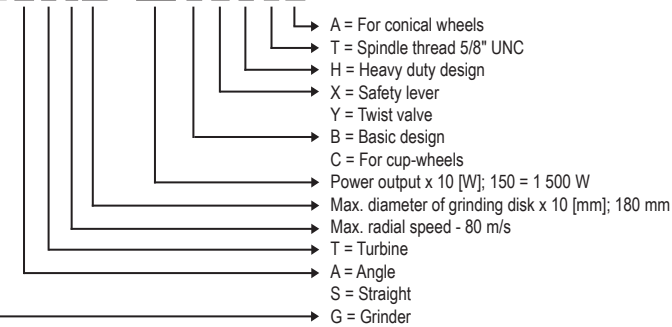 A = For conical wheels
T = Spindle thread 5/8" UNC
H = Heavy duty design
X = Safety lever
Y = Twist valve
B = Basic design
C = For cup-wheels
Power output x 10 [W]; 150 = 1 500 W
Max. diameter of grinding disk x 10 [mm]; 180 mm
Max. radial speed - 80 m/s
T = Turbine
A = Angle
S = Straight
G = Grinder